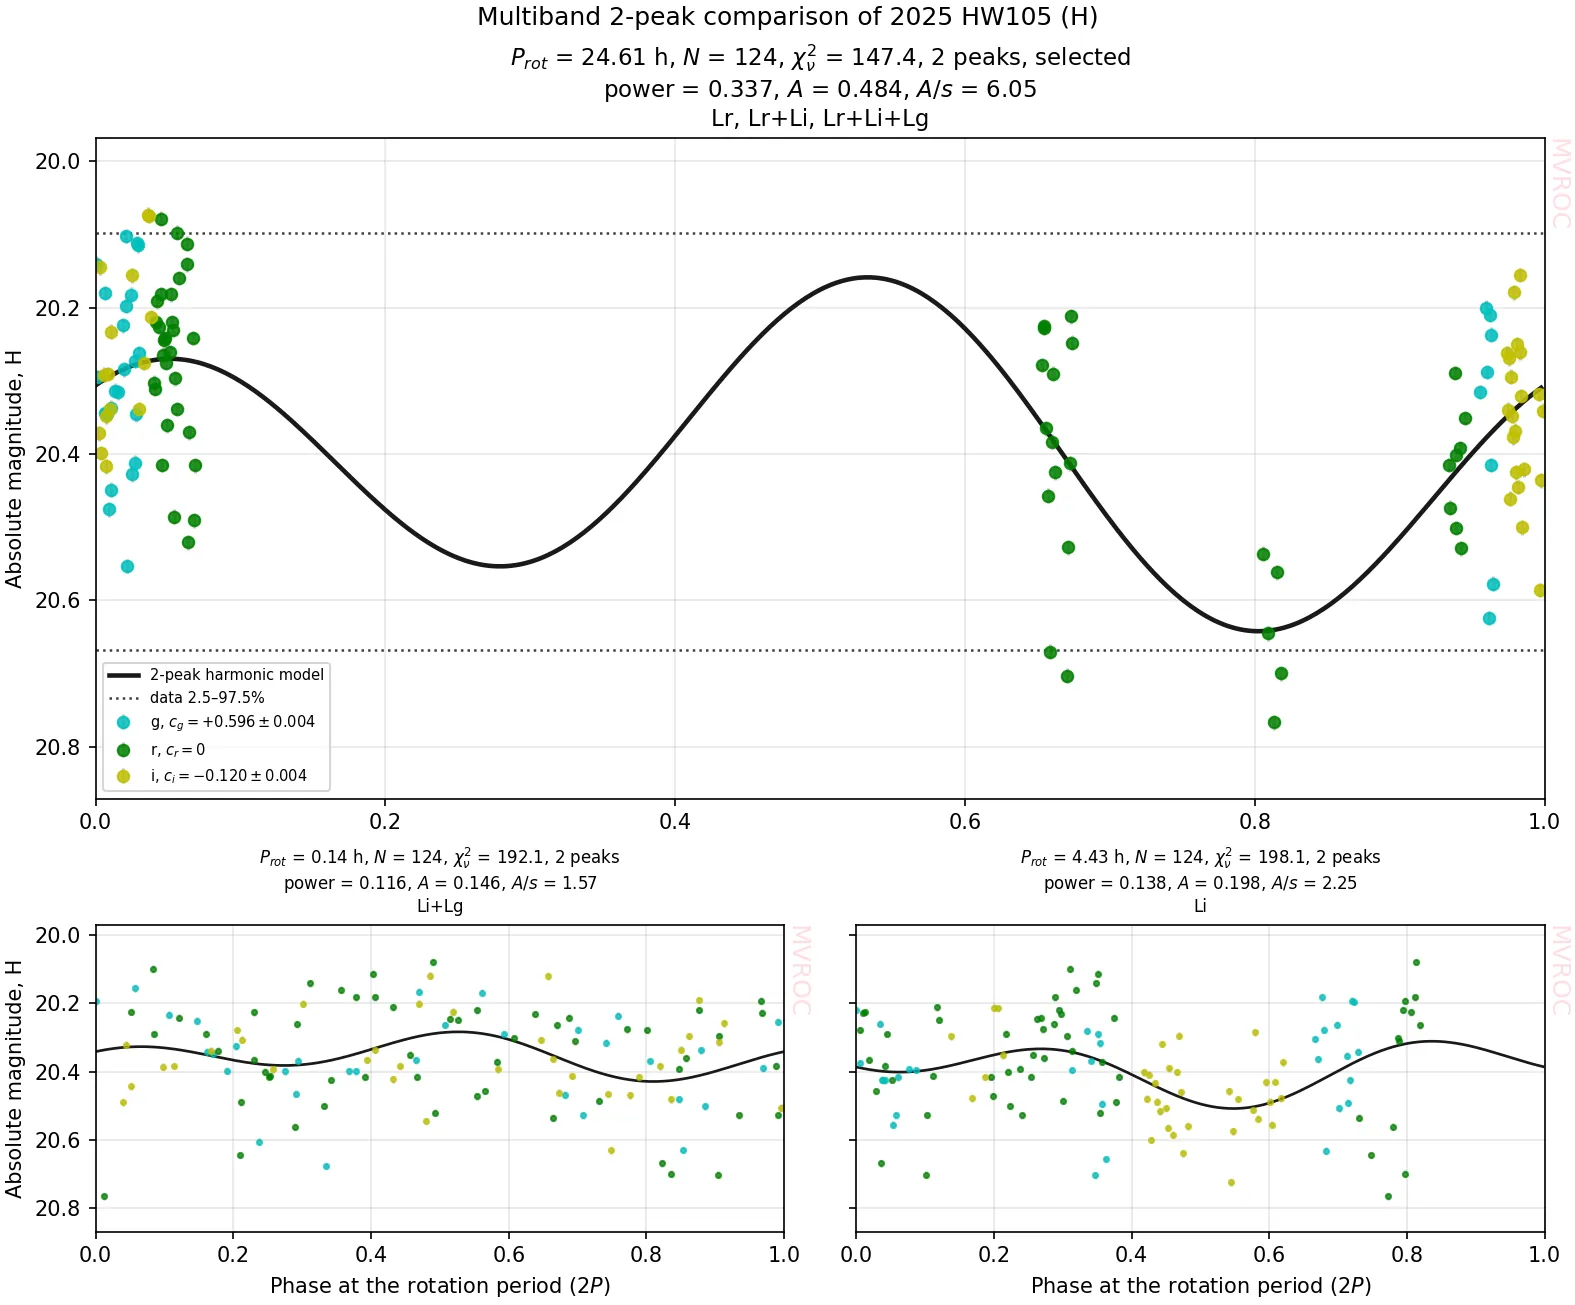 Multiband 2-peak comparison of 2025 HW105 (H)
P_rot = 24.61 h, N = 124, χ²_ν = 147.4, 2 peaks, selected
power = 0.337, A = 0.484, A/s = 6.05
Lr, Lr+Li, Lr+Li+Lg
MVROC
Absolute magnitude, H
20.0
20.2
20.4
20.6
20.8
2-peak harmonic model
data 2.5–97.5%
g, c_g = +0.596 ± 0.004
r, c_r = 0
i, c_i = −0.120 ± 0.004
0.0 0.2 0.4 0.6 0.8 1.0
P_rot = 0.14 h, N = 124, χ²_ν = 192.1, 2 peaks
power = 0.116, A = 0.146, A/s = 1.57
Li+Lg
MVROC
Absolute magnitude, H
20.0
20.2
20.4
20.6
20.8
0.0 0.2 0.4 0.6 0.8 1.0
Phase at the rotation period (2P)
P_rot = 4.43 h, N = 124, χ²_ν = 198.1, 2 peaks
power = 0.138, A = 0.198, A/s = 2.25
Li
MVROC
0.0 0.2 0.4 0.6 0.8 1.0
Phase at the rotation period (2P)